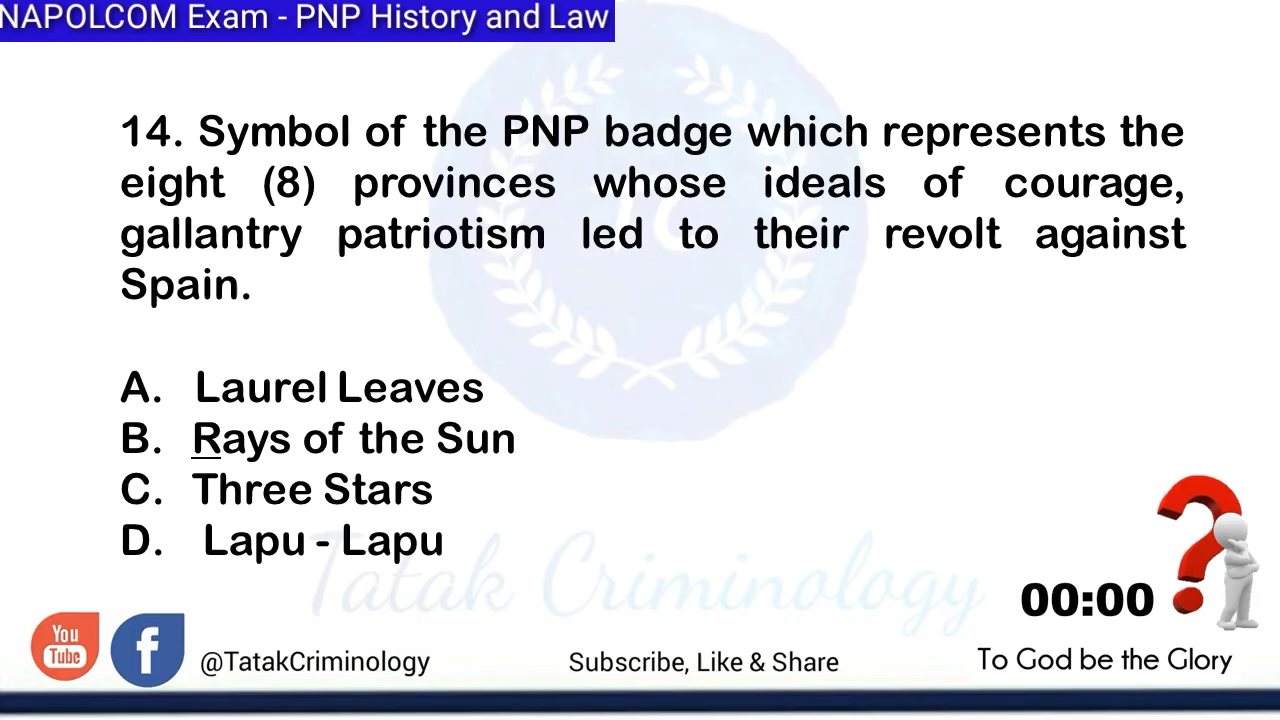 NAPOLCOM Exam - PNP History and Law
14. Symbol of the PNP badge which represents the
eight (8) provinces whose ideals of courage,
gallantry patriotism led to their revolt against
Spain.
A. Laurel Leaves
B. Rays of the Sun
C. Three Stars
D. Lapu - Lapu
Tatak Criminology
00:00
You
Tube
f
@TatakCriminology
Subscribe, Like & Share
To God be the Glory